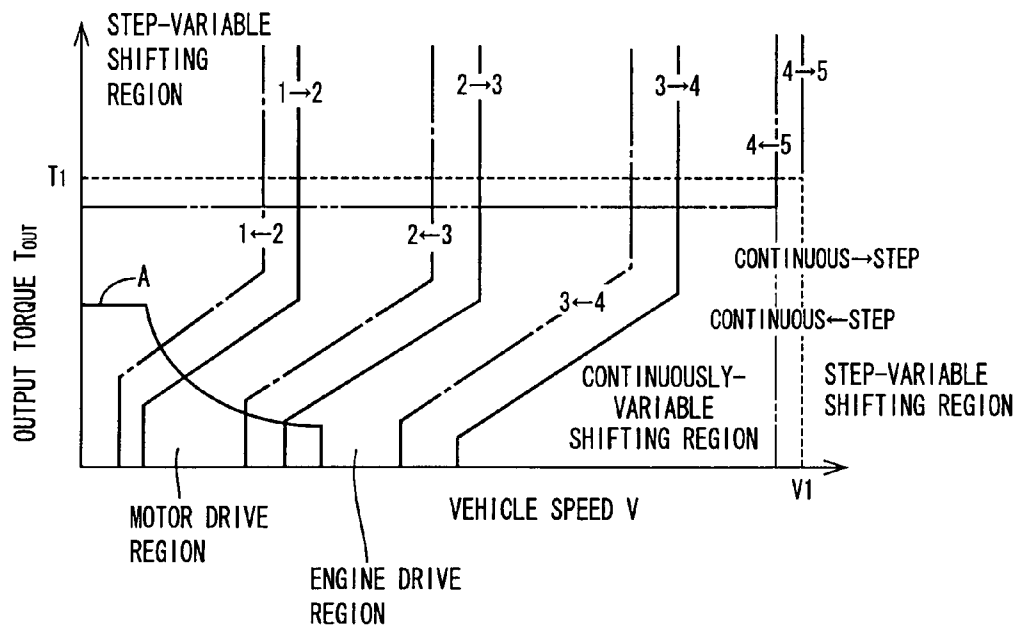 STEP-VARIABLE
SHIFTING
REGION
1→2
2→3
3→4
4→5
4←5
T1
1←2
2←3
CONTINUOUS→STEP
A
3←4
CONTINUOUS←STEP
OUTPUT TORQUE TOUT
CONTINUOUSLY-
VARIABLE
SHIFTING REGION
STEP-VARIABLE
SHIFTING REGION
V1
VEHICLE SPEED V
MOTOR DRIVE
REGION
ENGINE DRIVE
REGION